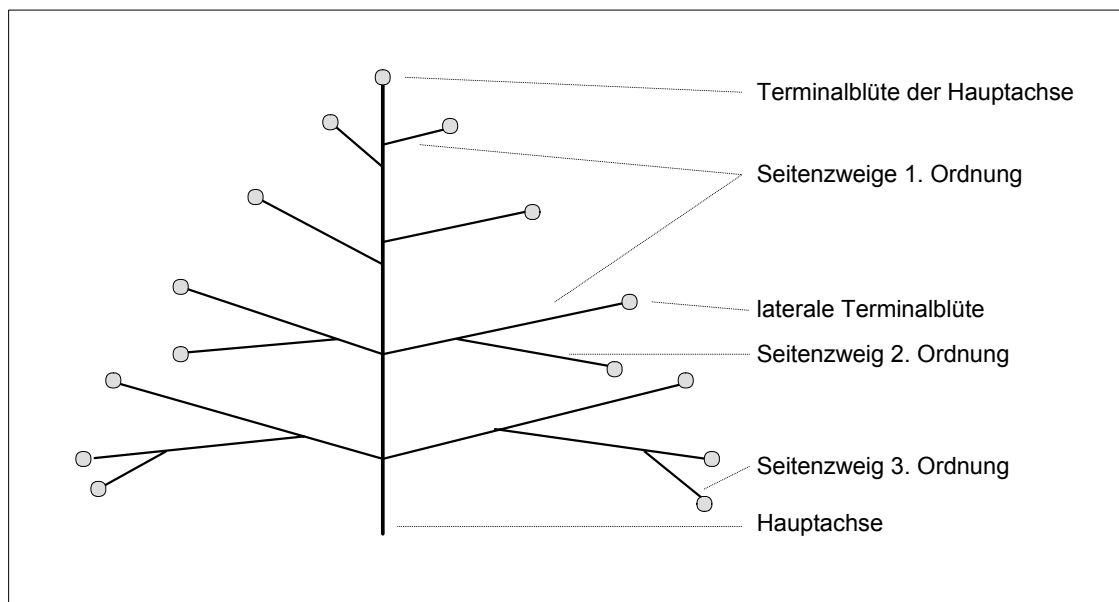 Terminalblüte der Hauptachse
Seitenzweige 1. Ordnung
laterale Terminalblüte
Seitenzweig 2. Ordnung
Seitenzweig 3. Ordnung
Hauptachse